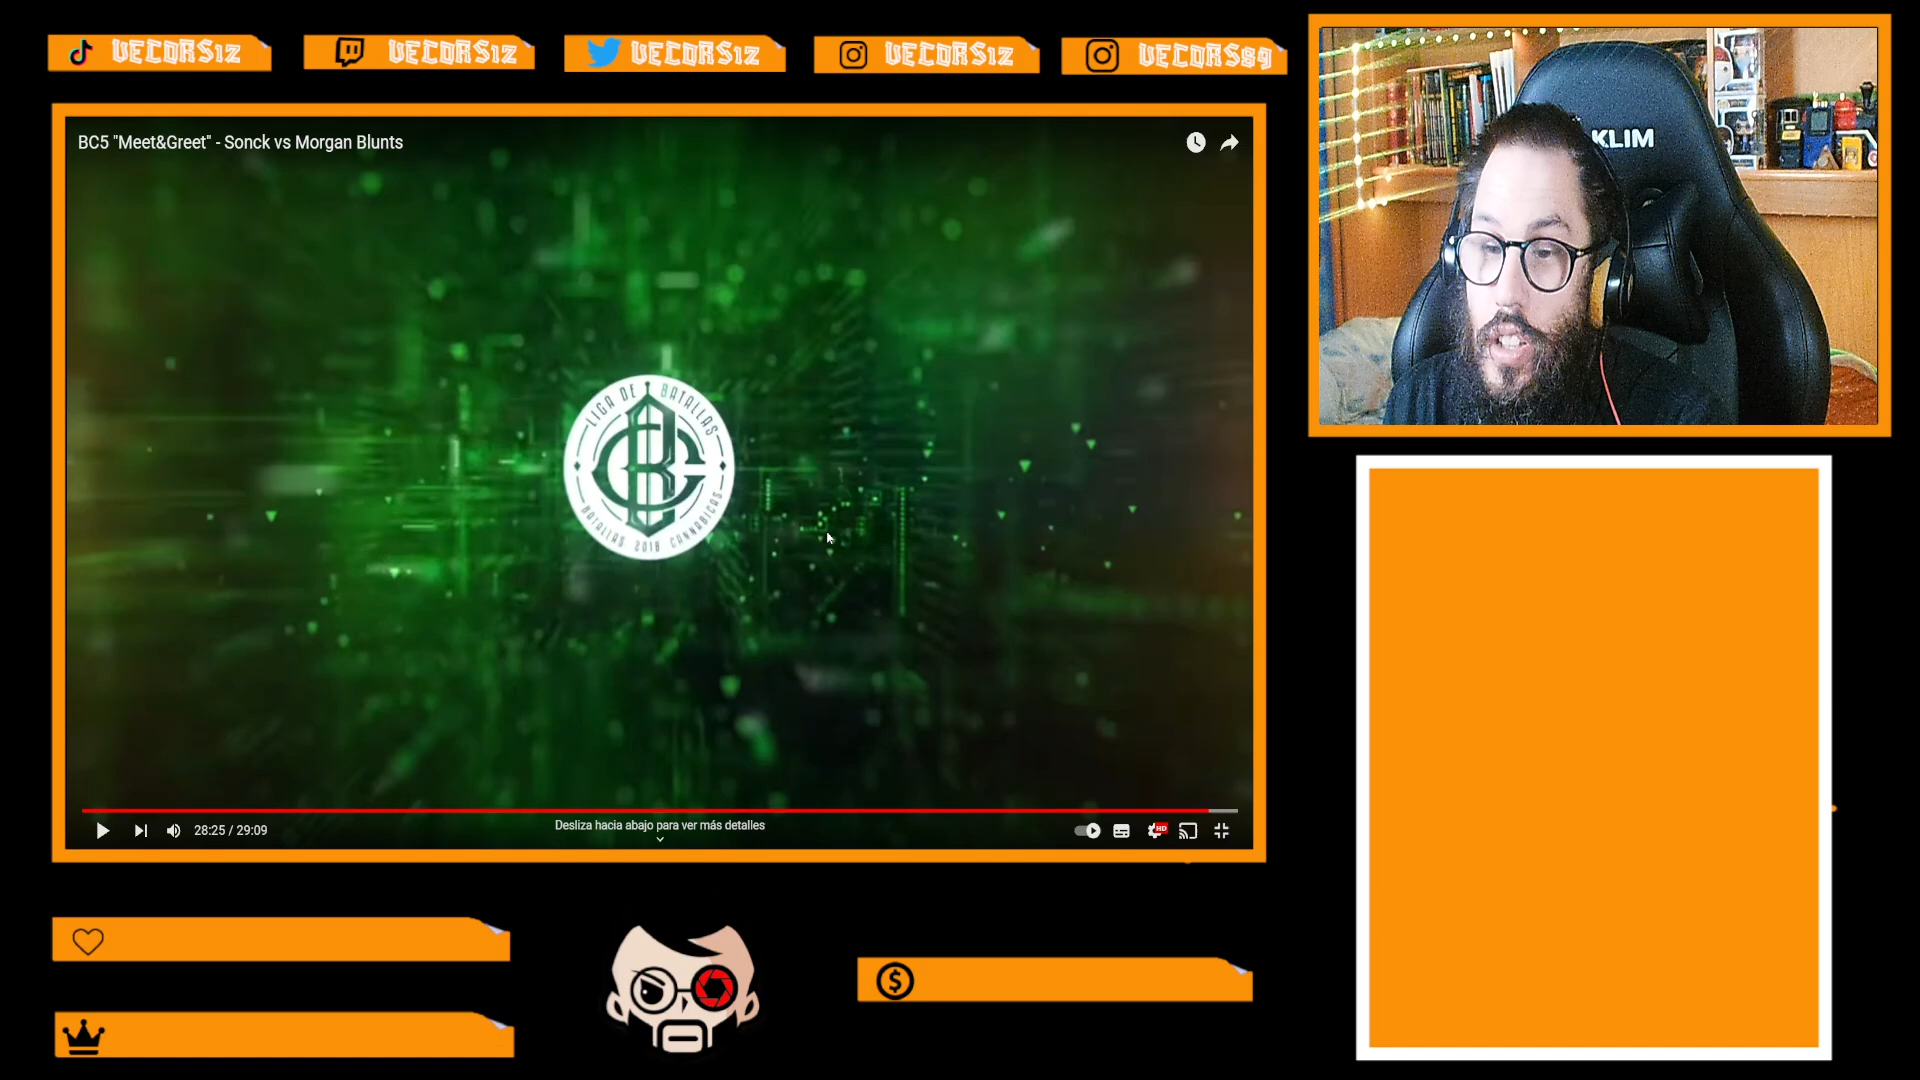 VECORS1Z
VECORS1Z
VECORS1Z
VECORS1Z
VECORS89
BC5 "Meet&Greet" - Sonck vs Morgan Blunts
KLIM
LIGA DE BATALLAS
BATALLAS 2018 CANNABICAS
28:25 / 29:09
Desliza hacia abajo para ver más detalles
HD